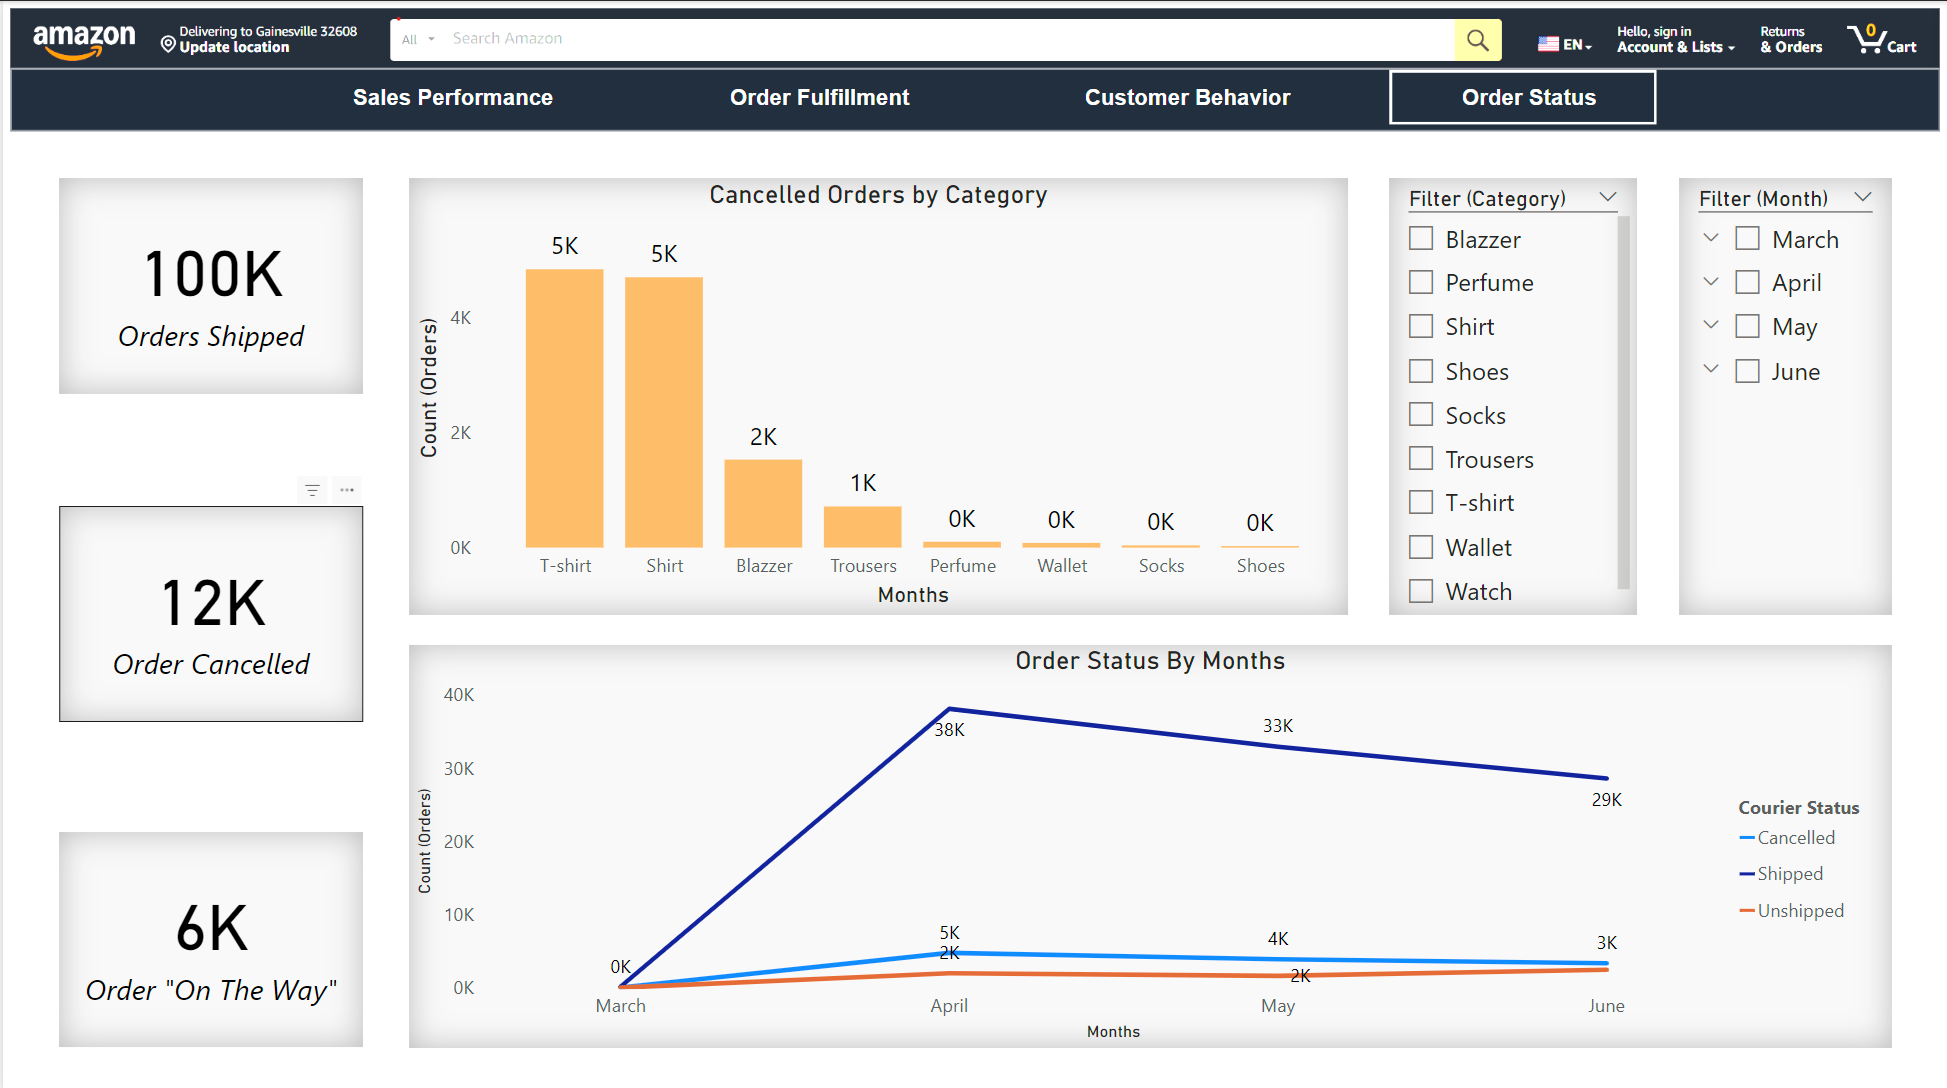 amazon
Delivering to Gainesville 32608
Update location
All
Search Amazon
EN
Hello, sign in
Account & Lists
Returns
& Orders
0
Cart
Sales Performance
Order Fulfillment
Customer Behavior
Order Status
100K
Orders Shipped
12K
Order Cancelled
6K
Order "On The Way"
Cancelled Orders by Category
Count (Orders)
4K
2K
0K
5K
5K
2K
1K
0K
0K
0K
0K
T-shirt
Shirt
Blazzer
Trousers
Perfume
Wallet
Socks
Shoes
Months
Filter (Category)
Blazzer
Perfume
Shirt
Shoes
Socks
Trousers
T-shirt
Wallet
Watch
Filter (Month)
March
April
May
June
Order Status By Months
Count (Orders)
40K
30K
20K
10K
0K
0K
38K
33K
29K
5K
2K
4K
2K
3K
March
April
May
June
Months
Courier Status
Cancelled
Shipped
Unshipped